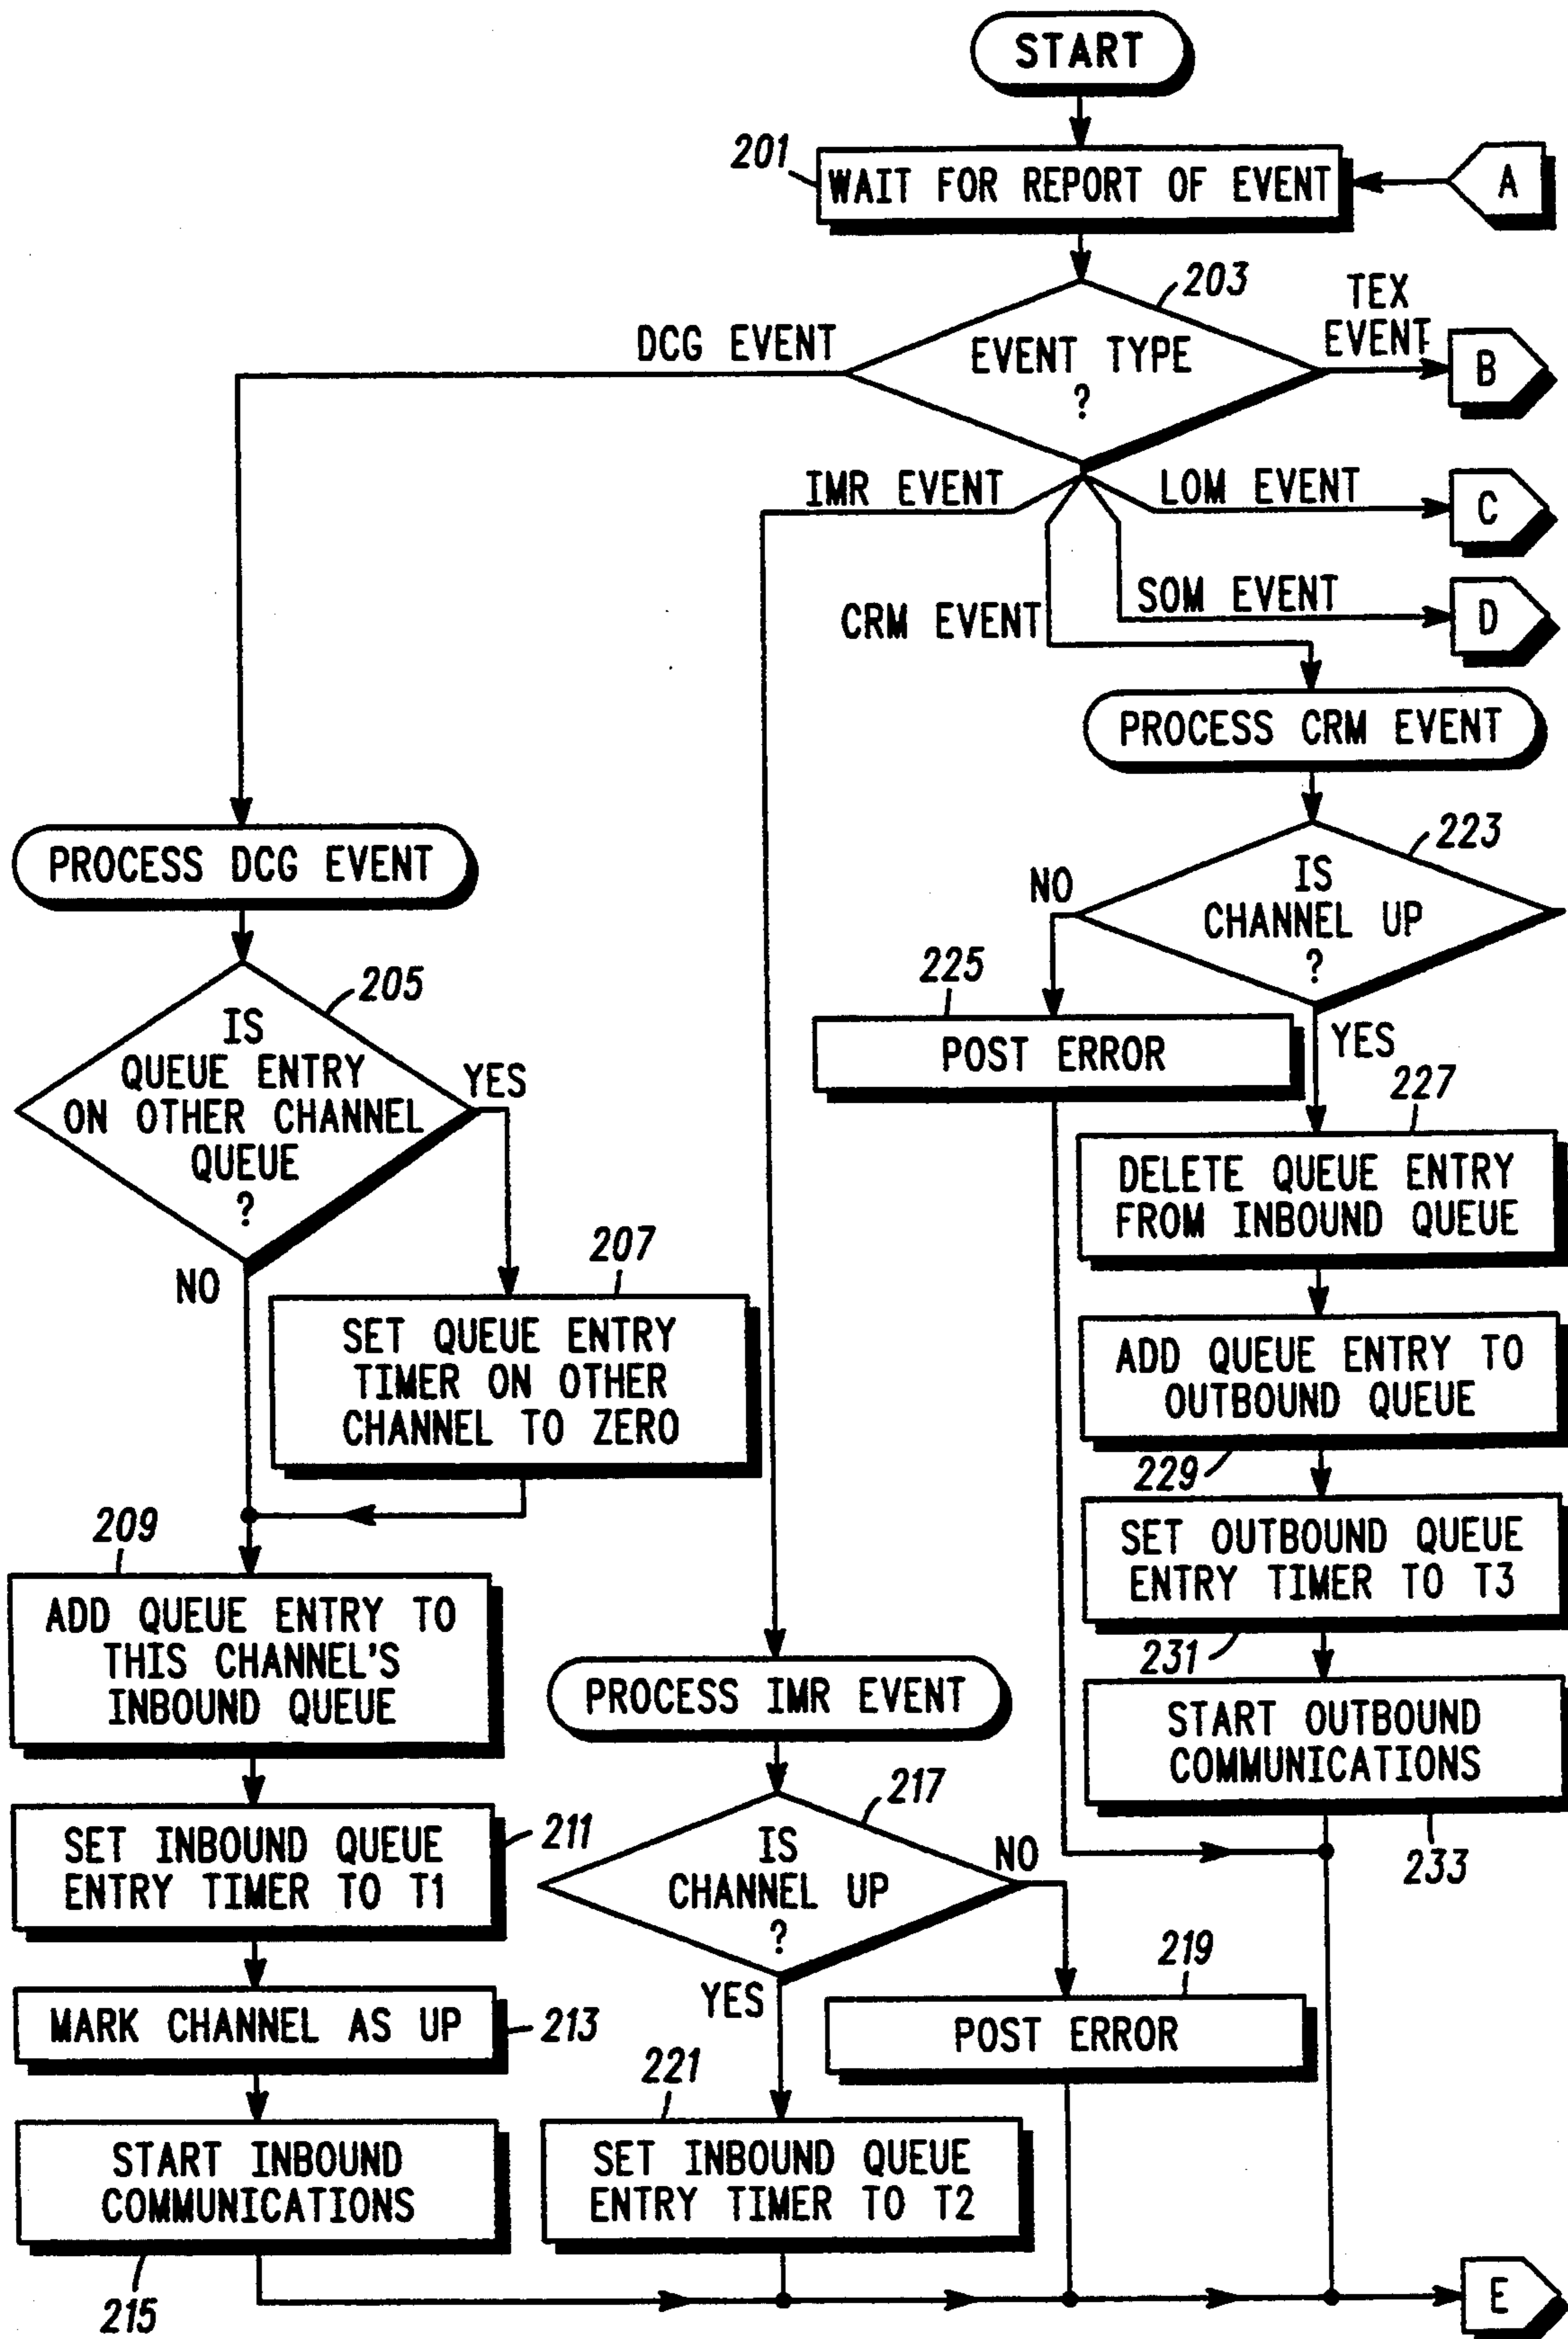 START
201
WAIT FOR REPORT OF EVENT
A
203
EVENT TYPE
?
DCG EVENT
TEX
EVENT
B
IMR EVENT
LOM EVENT
C
SOM EVENT
D
CRM EVENT
PROCESS CRM EVENT
PROCESS DCG EVENT
223
IS
CHANNEL UP
?
NO
YES
225
POST ERROR
205
IS
QUEUE ENTRY
ON OTHER CHANNEL
QUEUE
?
YES
NO
227
DELETE QUEUE ENTRY
FROM INBOUND QUEUE
207
SET QUEUE ENTRY
TIMER ON OTHER
CHANNEL TO ZERO
ADD QUEUE ENTRY TO
OUTBOUND QUEUE
229
209
ADD QUEUE ENTRY TO
THIS CHANNEL'S
INBOUND QUEUE
SET OUTBOUND QUEUE
ENTRY TIMER TO T3
231
PROCESS IMR EVENT
START OUTBOUND
COMMUNICATIONS
233
SET INBOUND QUEUE
ENTRY TIMER TO T1
211
217
IS
CHANNEL UP
?
NO
YES
MARK CHANNEL AS UP
213
219
POST ERROR
START INBOUND
COMMUNICATIONS
215
221
SET INBOUND QUEUE
ENTRY TIMER TO T2
E